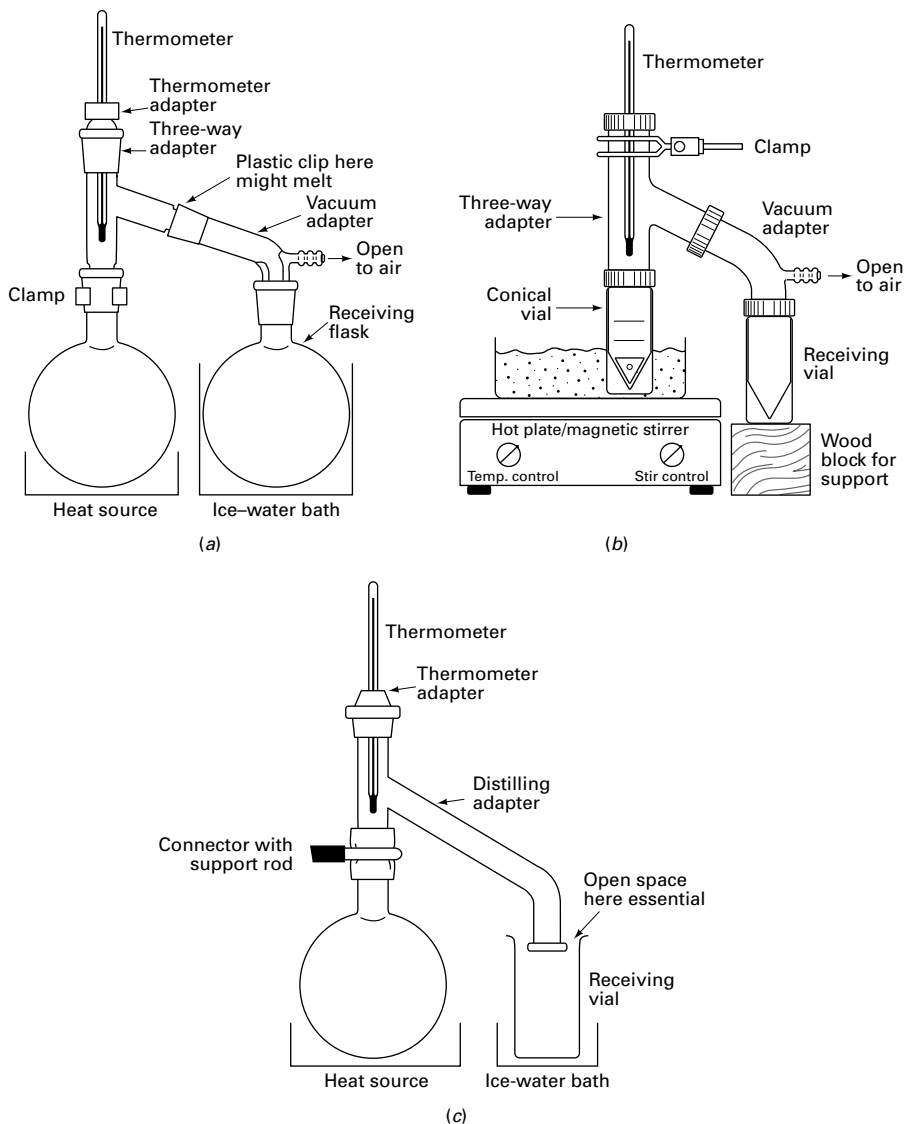 Thermometer
Thermometer
adapter
Three-way
adapter
Plastic clip here
might melt
Vacuum
adapter
Open
to air
Clamp
Receiving
flask
Heat source
Ice–water bath
(a)
Thermometer
Clamp
Three-way
adapter
Vacuum
adapter
Open
to air
Conical
vial
Receiving
vial
Hot plate/magnetic stirrer
Temp. control
Stir control
Wood
block for
support
(b)
Thermometer
Thermometer
adapter
Distilling
adapter
Connector with
support rod
Open space
here essential
Receiving
vial
Heat source
Ice-water bath
(c)